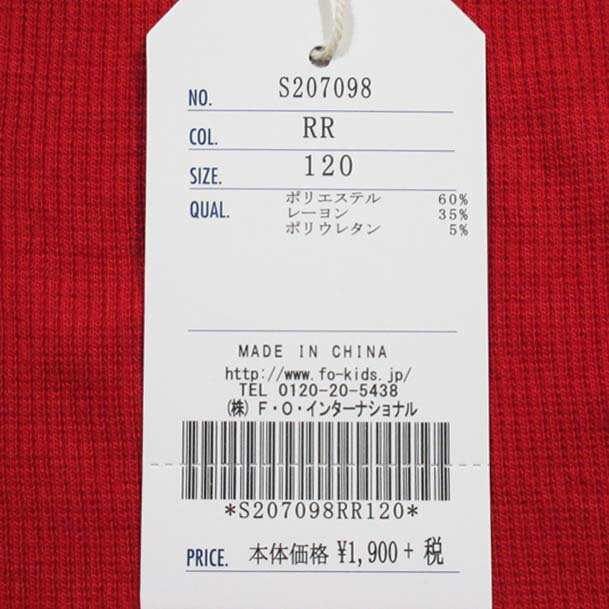 NO. S207098
COL. RR
SIZE. 120
QUAL. ポリエステル 60%
レーヨン 35%
ポリウレタン 5%
MADE IN CHINA
http://www.fo-kids.jp/
TEL 0120-20-5438
(株) F・O・インターナショナル
*S207098RR120*
PRICE. 本体価格 ¥1,900 + 税